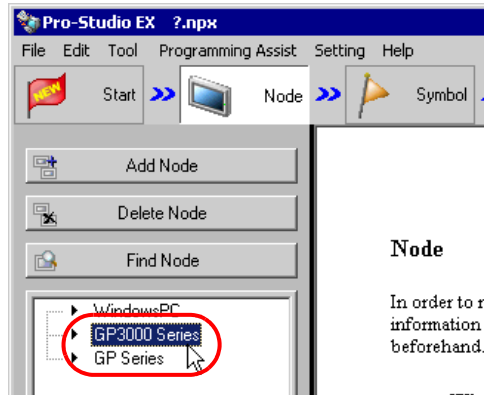 Pro-Studio EX ?.npx
File Edit Tool Programming Assist Setting Help
NEW Start Node Symbol
Add Node
Delete Node
Find Node
WindowsPC
GP3000 Series
GP Series
Node
In order to
information
beforehand.